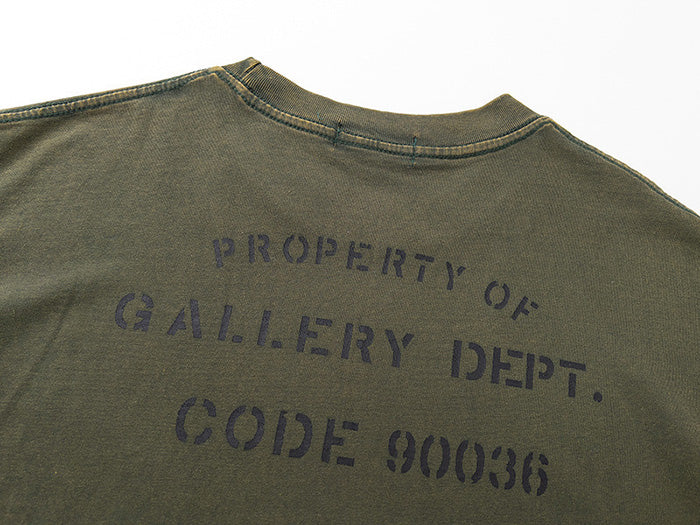 PROPERTY OF
GALLERY DEPT.
CODE 90036